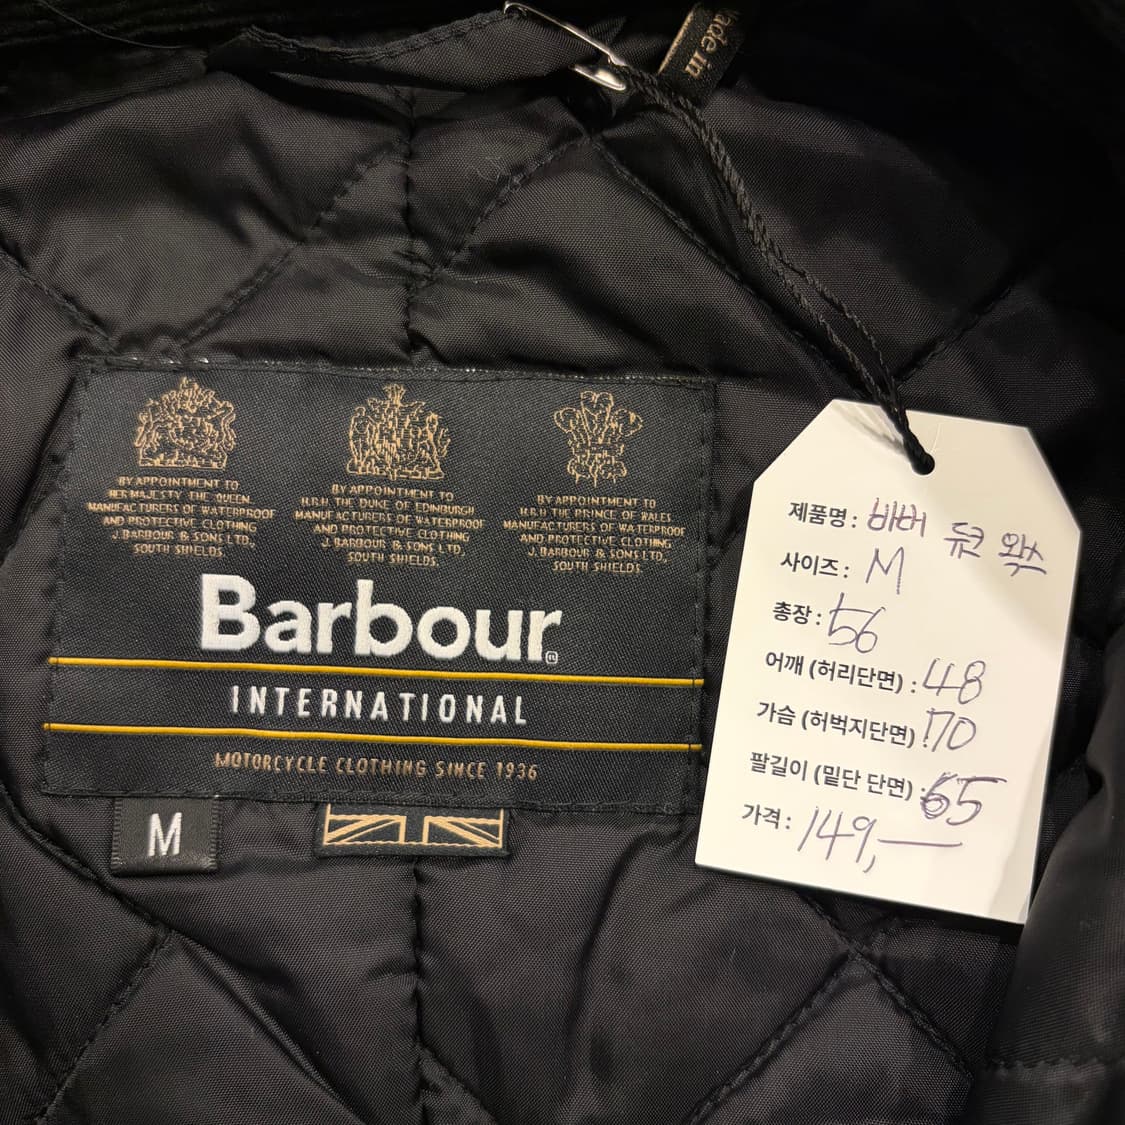 Made in
BY APPOINTMENT TO
HER MAJESTY THE QUEEN
MANUFACTURERS OF WATERPROOF
AND PROTECTIVE CLOTHING
J. BARBOUR & SONS LTD.,
SOUTH SHIELDS.
BY APPOINTMENT TO
H.R.H. THE DUKE OF EDINBURGH
MANUFACTURERS OF WATERPROOF
AND PROTECTIVE CLOTHING
J. BARBOUR & SONS LTD,
SOUTH SHIELDS.
BY APPOINTMENT TO
H.R.H THE PRINCE OF WALES
MANUFACTURERS OF WATERPROOF
AND PROTECTIVE CLOTHING
J. BARBOUR & SONS LTD,
SOUTH SHIELDS.
Barbour®
INTERNATIONAL
MOTORCYCLE CLOTHING SINCE 1936
M
제품명: 바버 듀크 왁스
사이즈: M
총장: 56
어깨 (허리단면) : 48
가슴 (허벅지단면) : 70
팔길이 (밑단 단면) : 65
가격: 149,—